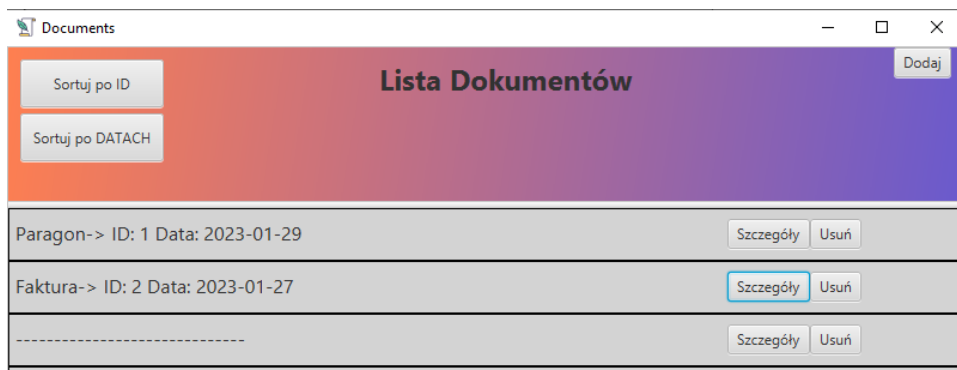 Documents
Sortuj po ID
Lista Dokumentów
Dodaj
Sortuj po DATACH
Paragon-> ID: 1 Data: 2023-01-29
Szczegóły
Usuń
Faktura-> ID: 2 Data: 2023-01-27
Szczegóły
Usuń
------------------------------
Szczegóły
Usuń